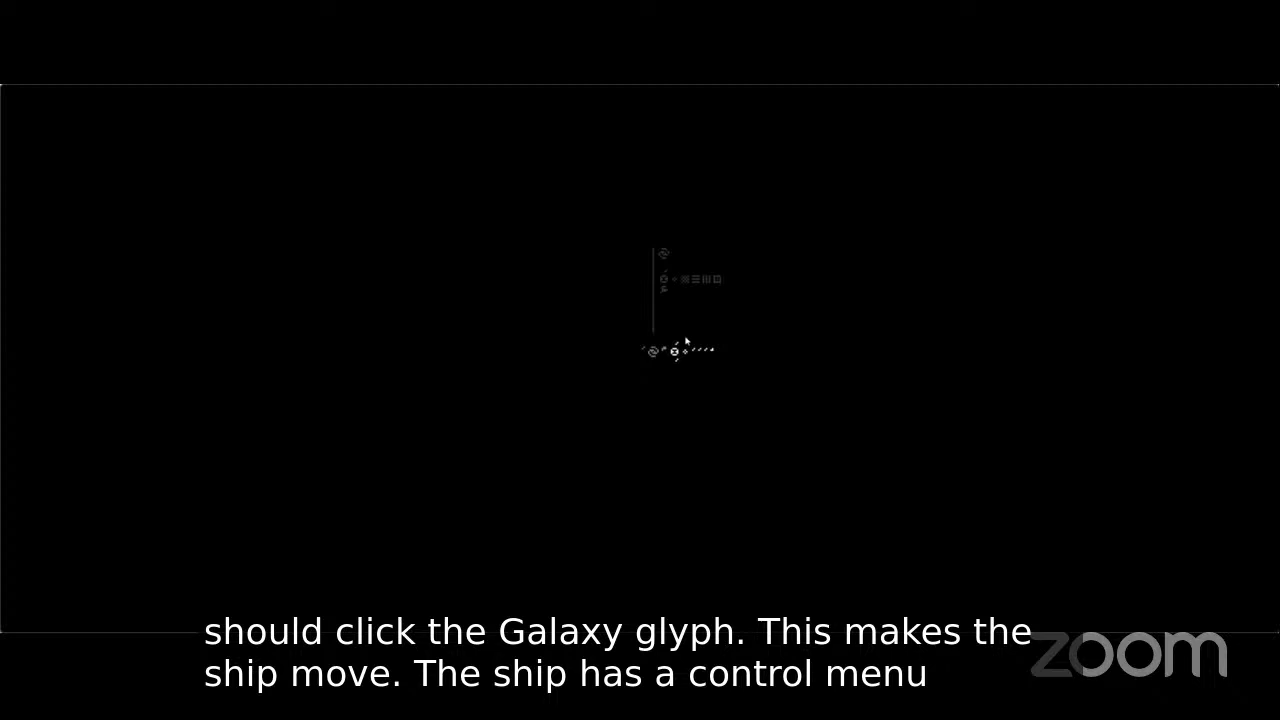 should click the Galaxy glyph. This makes the
ship move. The ship has a control menu
zoom